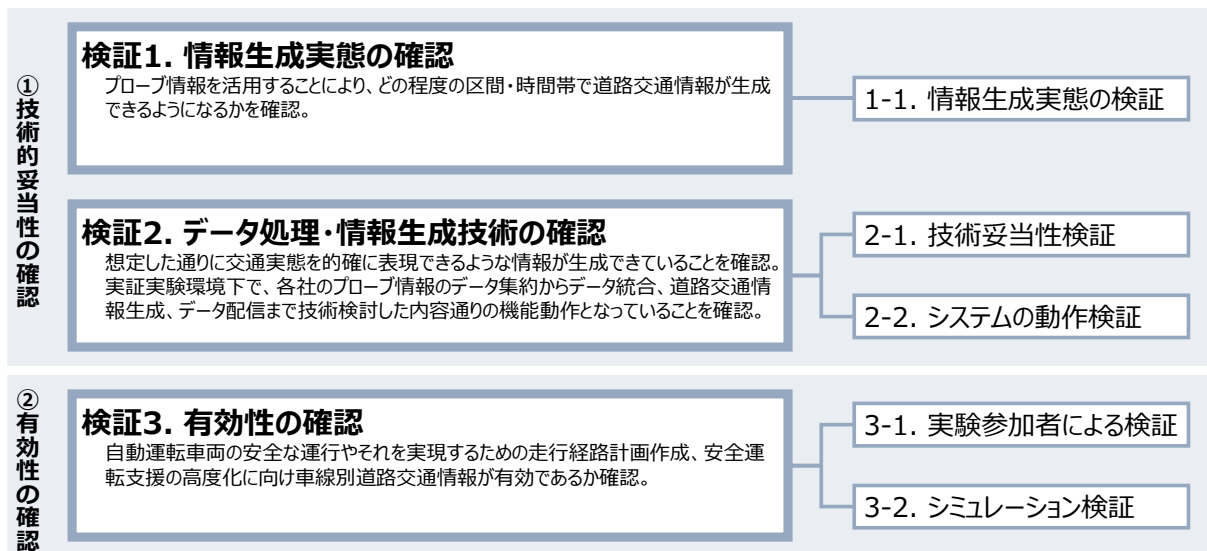 ①技術的妥当性の確認
検証1. 情報生成実態の確認
プローブ情報を活用することにより、どの程度の区間・時間帯で道路交通情報が生成
できるようになるかを確認。
1-1. 情報生成実態の検証
検証2. データ処理・情報生成技術の確認
想定した通りに交通実態を的確に表現できるような情報が生成できていることを確認。
実証実験環境下で、各社のプローブ情報のデータ集約からデータ統合、道路交通情
報生成、データ配信まで技術検討した内容通りの機能動作となっていることを確認。
2-1. 技術妥当性検証
2-2. システムの動作検証
②有効性の確認
検証3. 有効性の確認
自動運転車両の安全な運行やそれを実現するための走行経路計画作成、安全運
転支援の高度化に向け車線別道路交通情報が有効であるか確認。
3-1. 実験参加者による検証
3-2. シミュレーション検証